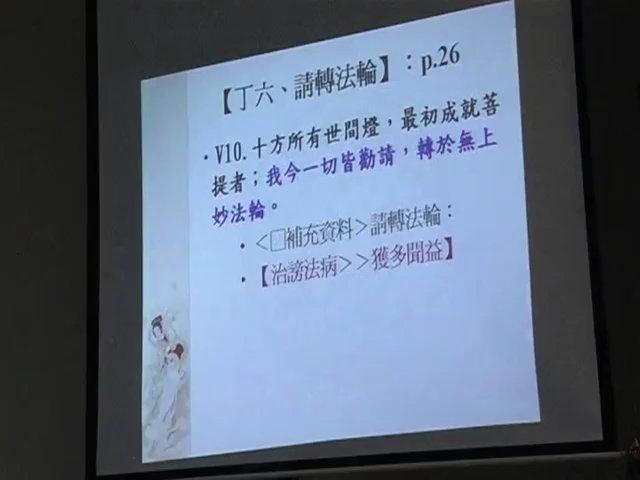 【丁六、請轉法輪】：p.26
・V10.十方所有世間燈，最初成就菩
提者；我今一切皆勸請，轉於無上
妙法輪。
・＜□補充資料＞請轉法輪：
・【治謗法病＞＞獲多聞益】